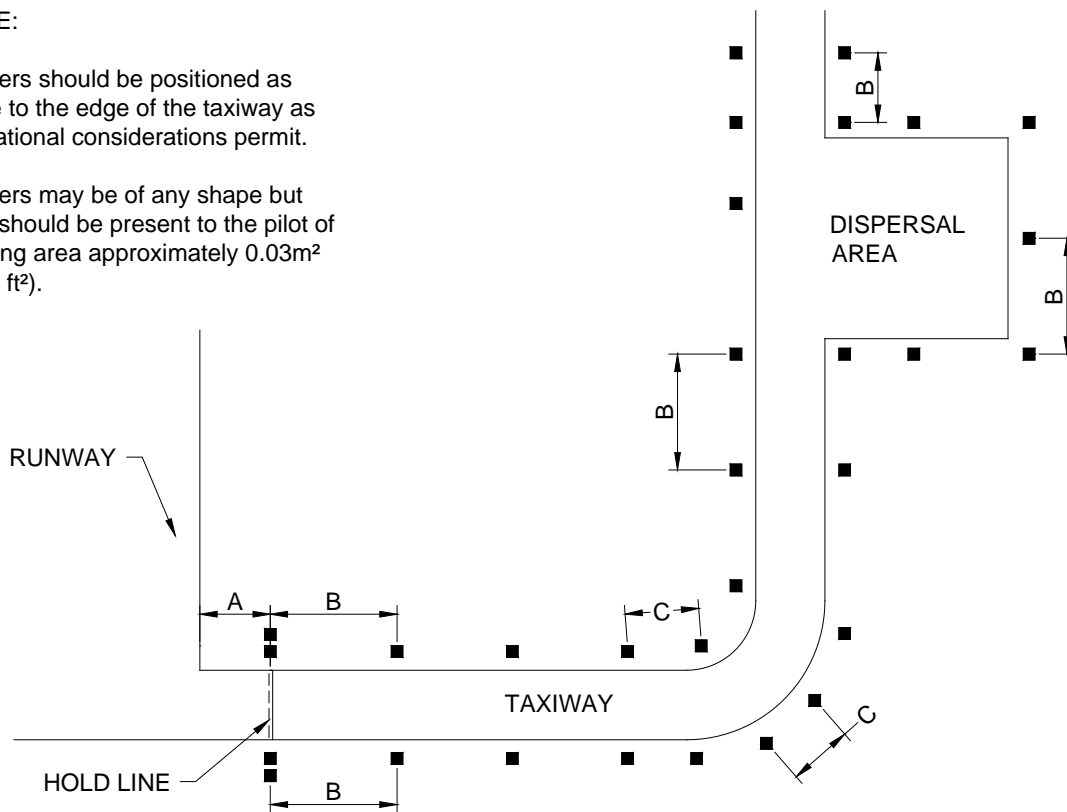 E:
ers should be positioned as
e to the edge of the taxiway as
ational considerations permit.
ers may be of any shape but
should be present to the pilot of
ng area approximately 0.03m²
ft²).
B
DISPERSAL
AREA
B
B
RUNWAY
A
B
C
TAXIWAY
C
HOLD LINE
B